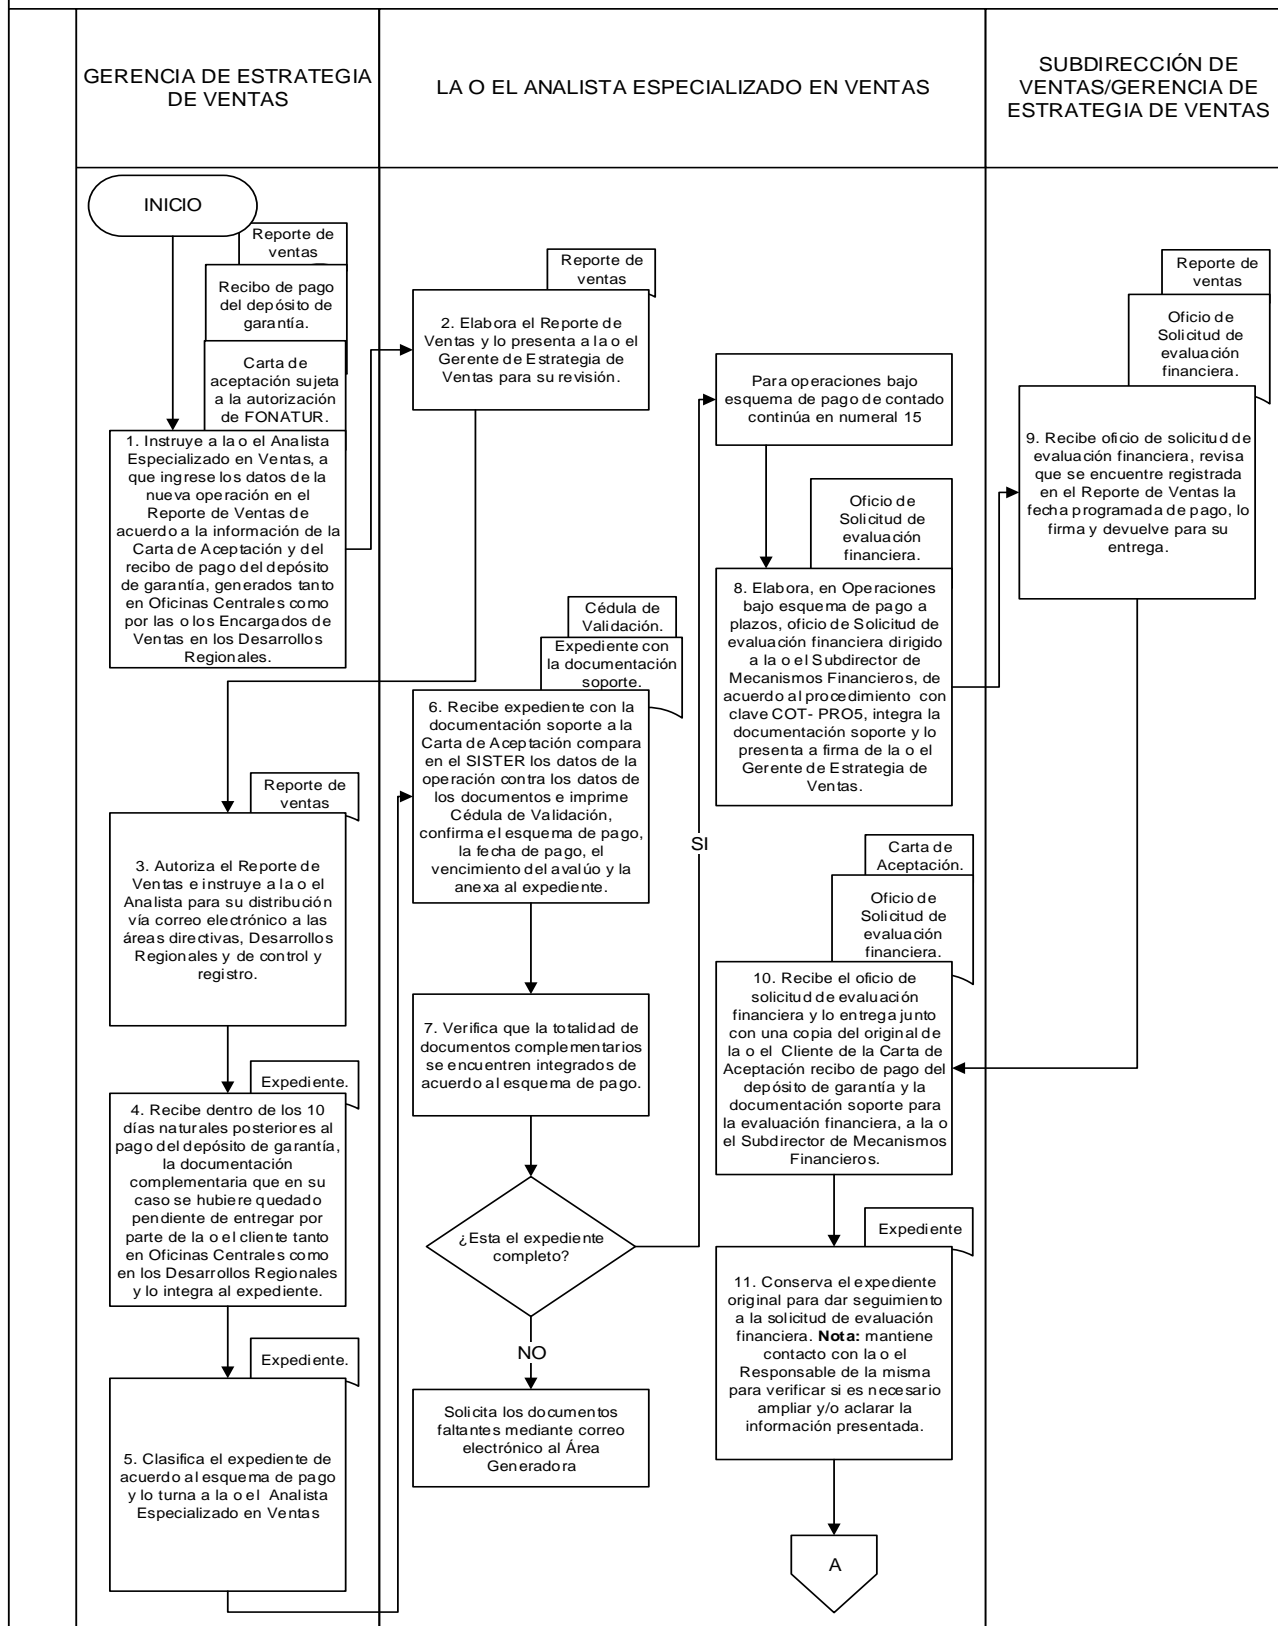 GERENCIA DE ESTRATEGIA
DE VENTAS
LA O EL ANALISTA ESPECIALIZADO EN VENTAS
SUBDIRECCIÓN DE
VENTAS/GERENCIA DE
ESTRATEGIA DE VENTAS
INICIO
Reporte de
ventas
Recibo de pago
del depósito de
garantía.
Carta de
aceptación sujeta
a la autorización
de FONATUR.
1. Instruye a la o el Analista
Especializado en Ventas, a
que ingrese los datos de la
nueva operación en el
Reporte de Ventas de
acuerdo a la información de la
Carta de Aceptación y del
recibo de pago del depósito
de garantía, generados tanto
en Oficinas Centrales como
por las o los Encargados de
Ventas en los Desarrollos
Regionales.
Reporte de
ventas
2. Elabora el Reporte de
Ventas y lo presenta a la o el
Gerente de Estrategia de
Ventas para su revisión.
Reporte de
ventas
3. Autoriza el Reporte de
Ventas e instruye a la o el
Analista para su distribución
vía correo electrónico a las
áreas directivas, Desarrollos
Regionales y de control y
registro.
Expediente.
4. Recibe dentro de los 10
días naturales posteriores al
pago del depósito de garantía,
la documentación
complementaria que en su
caso se hubiere quedado
pendiente de entregar por
parte de la o el cliente tanto
en Oficinas Centrales como
en los Desarrollos Regionales
y lo integra al expediente.
Expediente.
5. Clasifica el expediente de
acuerdo al esquema de pago
y lo turna a la o el Analista
Especializado en Ventas
Cédula de
Validación.
Expediente con
la documentación
soporte.
6. Recibe expediente con la
documentación soporte a la
Carta de Aceptación compara
en el SISTER los datos de la
operación contra los datos de
los documentos e imprime
Cédula de Validación,
confirma el esquema de pago,
la fecha de pago, el
vencimiento del avalúo y la
anexa al expediente.
7. Verifica que la totalidad de
documentos complementarios
se encuentren integrados de
acuerdo al esquema de pago.
¿Esta el expediente
completo?
NO
Solicita los documentos
faltantes mediante correo
electrónico al Área
Generadora
SI
Para operaciones bajo
esquema de pago de contado
continúa en numeral 15
Oficio de
Solicitud de
evaluación
financiera.
8. Elabora, en Operaciones
bajo esquema de pago a
plazos, oficio de Solicitud de
evaluación financiera dirigido
a la o el Subdirector de
Mecanismos Financieros, de
acuerdo al procedimiento con
clave COT- PRO5, integra la
documentación soporte y lo
presenta a firma de la o el
Gerente de Estrategia de
Ventas.
Reporte de
ventas
Oficio de
Solicitud de
evaluación
financiera.
9. Recibe oficio de solicitud de
evaluación financiera, revisa
que se encuentre registrada
en el Reporte de Ventas la
fecha programada de pago, lo
firma y devuelve para su
entrega.
Carta de
Aceptación.
Oficio de
Solicitud de
evaluación
financiera.
10. Recibe el oficio de
solicitud de evaluación
financiera y lo entrega junto
con una copia del original de
la o el Cliente de la Carta de
Aceptación recibo de pago del
depósito de garantía y la
documentación soporte para
la evaluación financiera, a la o
el Subdirector de Mecanismos
Financieros.
Expediente
11. Conserva el expediente
original para dar seguimiento
a la solicitud de evaluación
financiera. Nota: mantiene
contacto con la o el
Responsable de la misma
para verificar si es necesario
ampliar y/o aclarar la
información presentada.
A